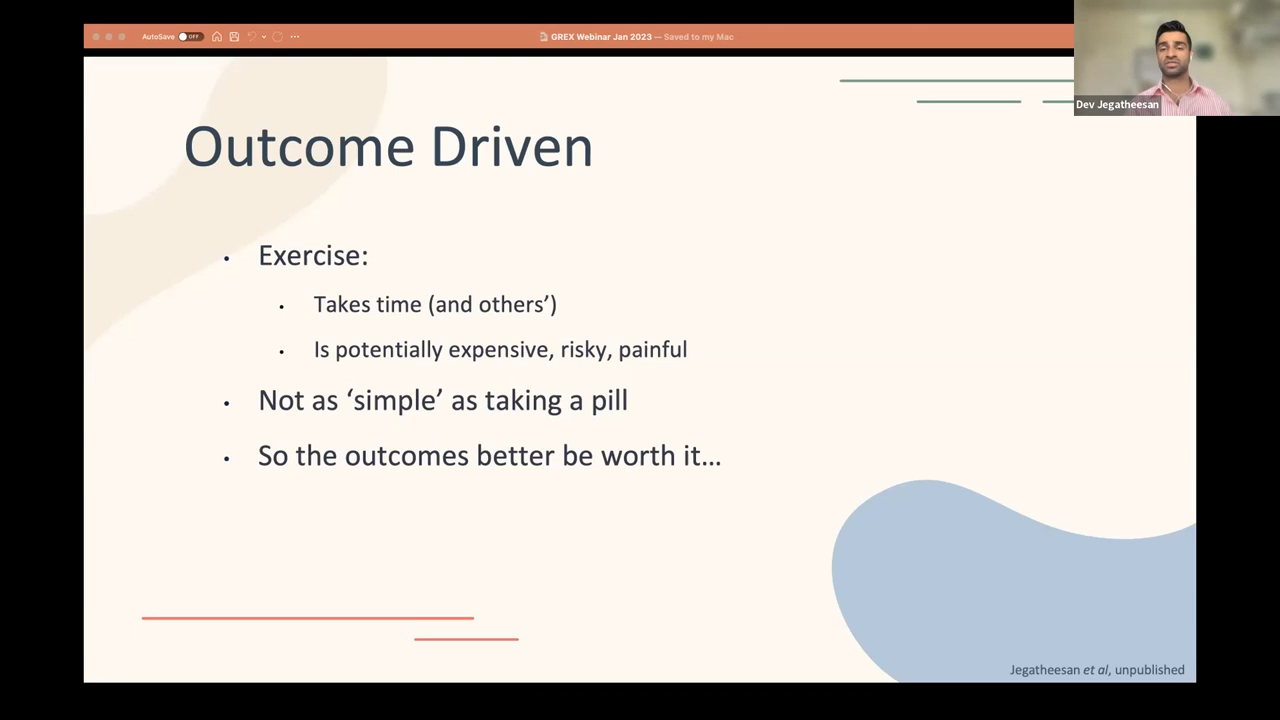 AutoSave OFF
GREX Webinar Jan 2023 — Saved to my Mac
Dev Jegatheesan
Outcome Driven
• Exercise:
• Takes time (and others’)
• Is potentially expensive, risky, painful
• Not as ‘simple’ as taking a pill
• So the outcomes better be worth it…
Jegatheesan et al, unpublished